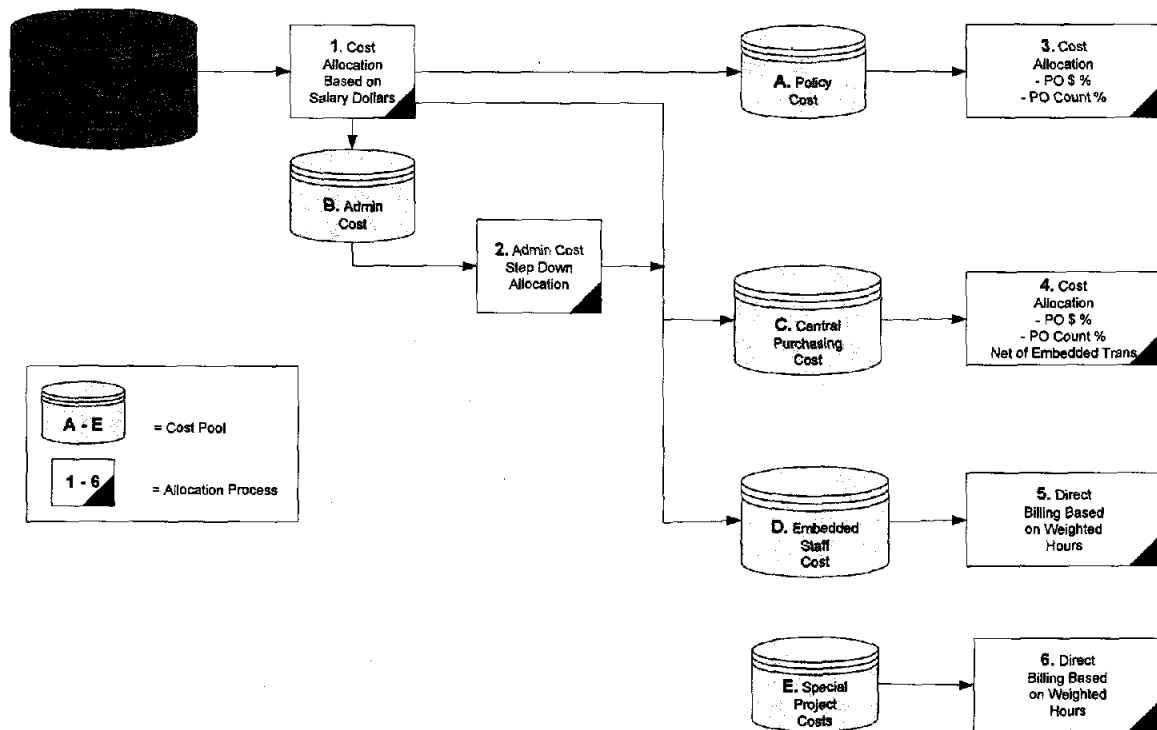 1. Cost
Allocation
Based on
Salary Dollars
A. Policy
Cost
3. Cost
Allocation
- PO $ %
- PO Count %
B. Admin
Cost
2. Admin Cost
Step Down
Allocation
C. Central
Purchasing
Cost
4. Cost
Allocation
- PO $ %
- PO Count %
Net of Embedded Trans
A - E
= Cost Pool
1 - 6
= Allocation Process
D. Embedded
Staff
Cost
5. Direct
Billing Based
on Weighted
Hours
E. Special
Project
Costs
6. Direct
Billing Based
on Weighted
Hours